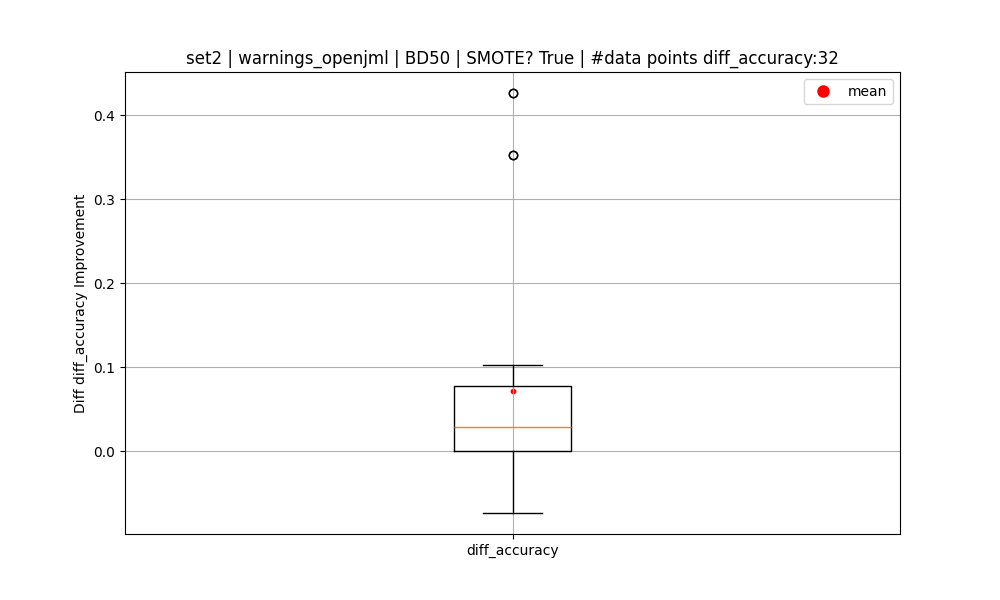 set2 | warnings_openjml | BD50 | SMOTE? True | #data points diff_accuracy:32
mean
Diff diff_accuracy Improvement
0.4
0.3
0.2
0.1
0.0
diff_accuracy